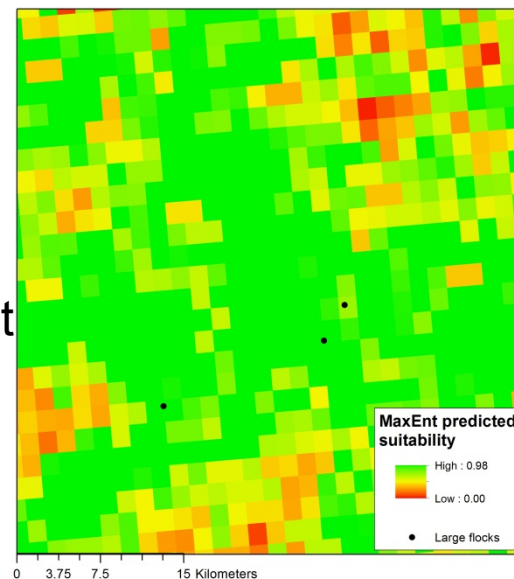 t
MaxEnt predicted
suitability
High : 0.98
Low : 0.00
Large flocks
0 3.75 7.5 15 Kilometers